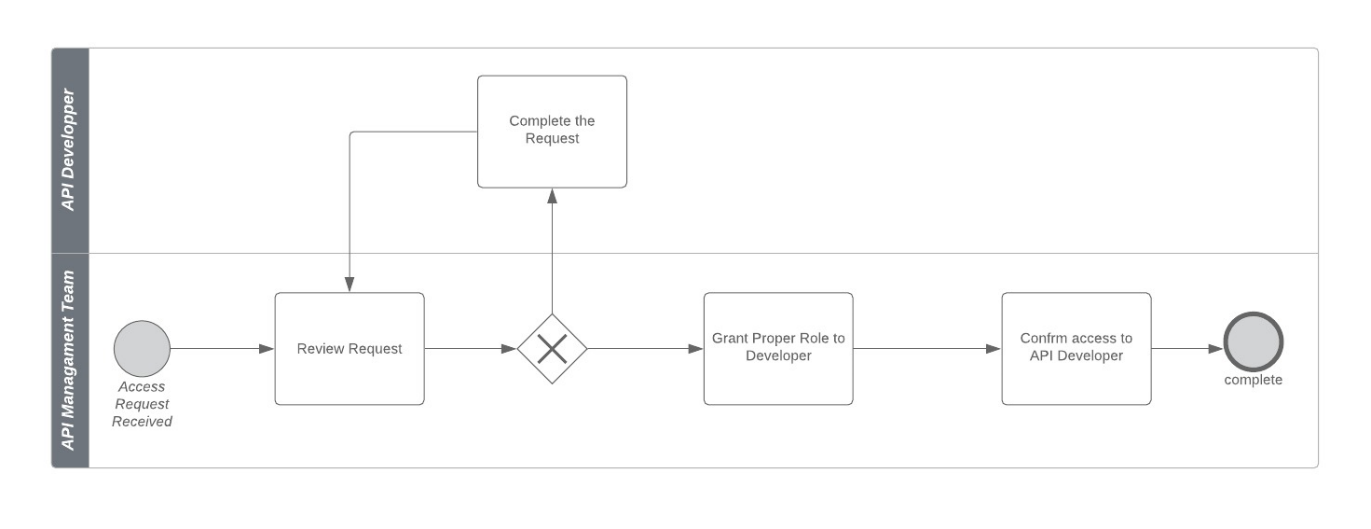 API Developper
Complete the
Request
API Managament Team
Access
Request
Received
Review Request
Grant Proper Role to
Developer
Confrm access to
API Developer
complete